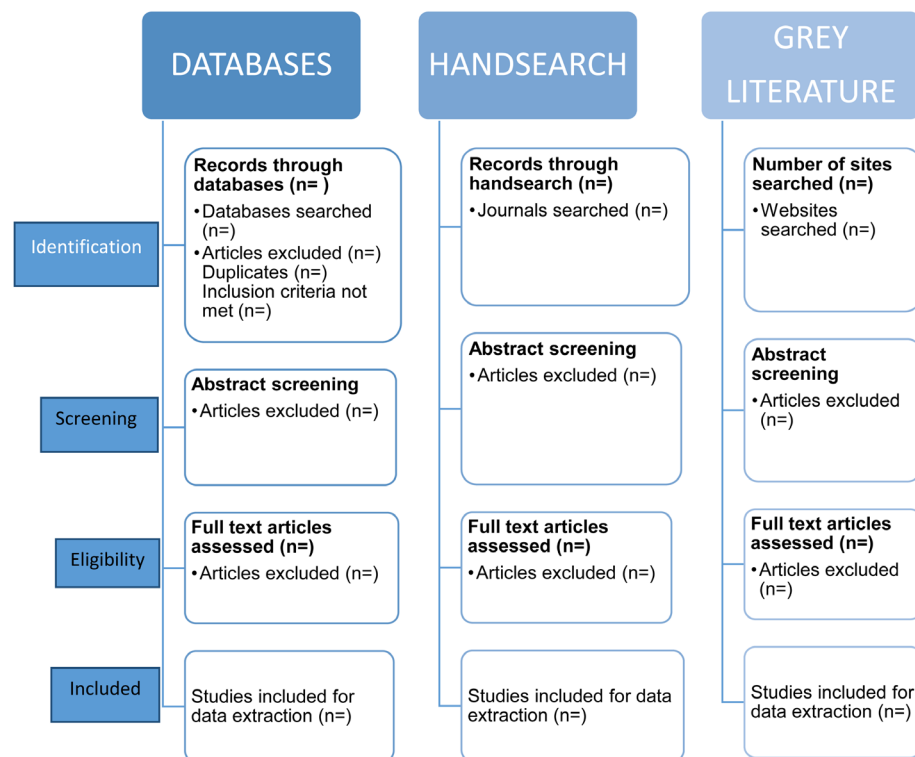 DATABASES
HANDSEARCH
GREY
LITERATURE
Identification
Records through
databases (n= )
•Databases searched
(n=)
•Articles excluded (n=)
Duplicates (n=)
Inclusion criteria not
met (n=)
Records through
handsearch (n=)
•Journals searched (n=)
Number of sites
searched (n=)
•Websites
searched (n=)
Screening
Abstract screening
•Articles excluded (n=)
Abstract screening
•Articles excluded (n=)
Abstract
screening
•Articles excluded
(n=)
Eligibility
Full text articles
assessed (n=)
•Articles excluded (n=)
Full text articles
assessed (n=)
•Articles excluded (n=)
Full text articles
assessed (n=)
•Articles excluded
(n=)
Included
Studies included for
data extraction (n=)
Studies included for data
extraction (n=)
Studies included for
data extraction (n=)